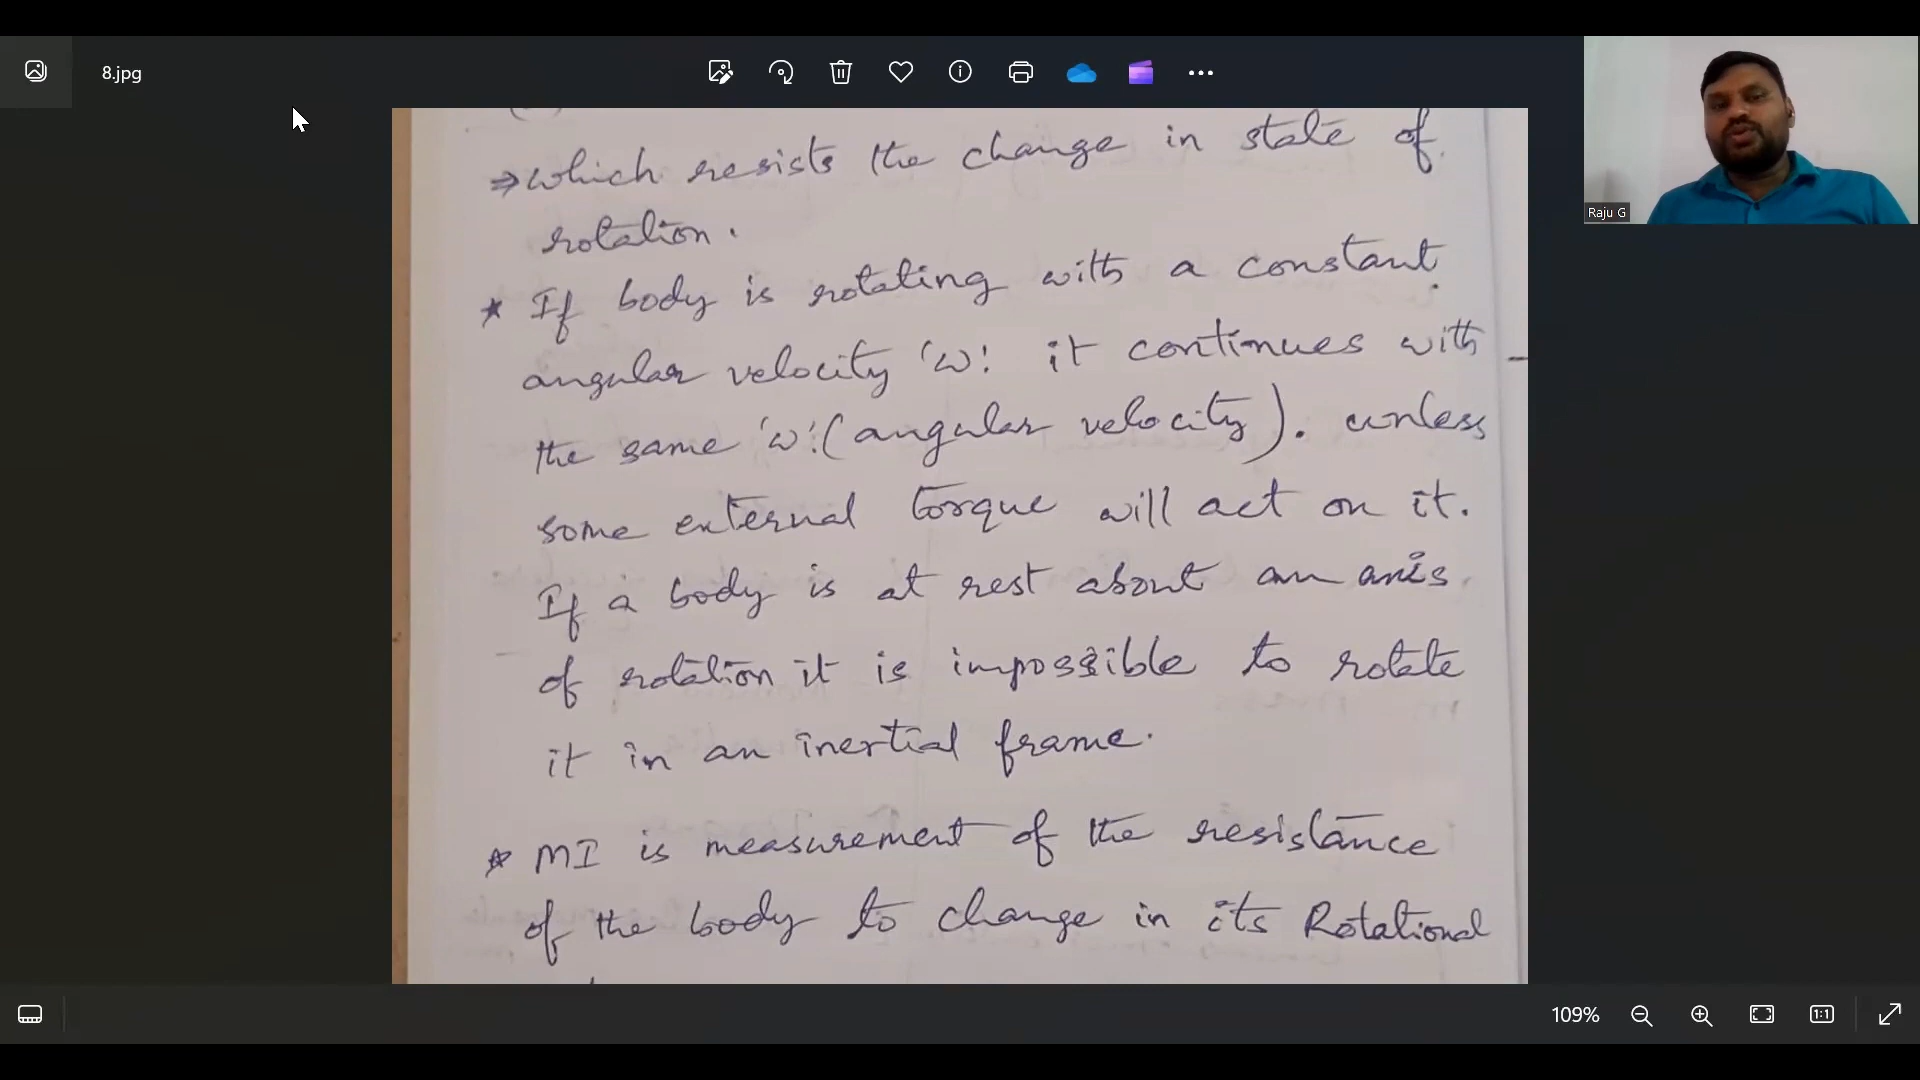 8.jpg
Raju G
⇒ which resists the change in state of
rotation.
* If body is rotating with a constant
angular velocity 'ω'. it continues with
the same 'ω'. (angular velocity). unless
some external torque will act on it.
If a body is at rest about an axis
of rotation it is impossible to rotate
it in an inertial frame.
* MI is measurement of the resistance
of the body to change in its Rotational
109%
1:1